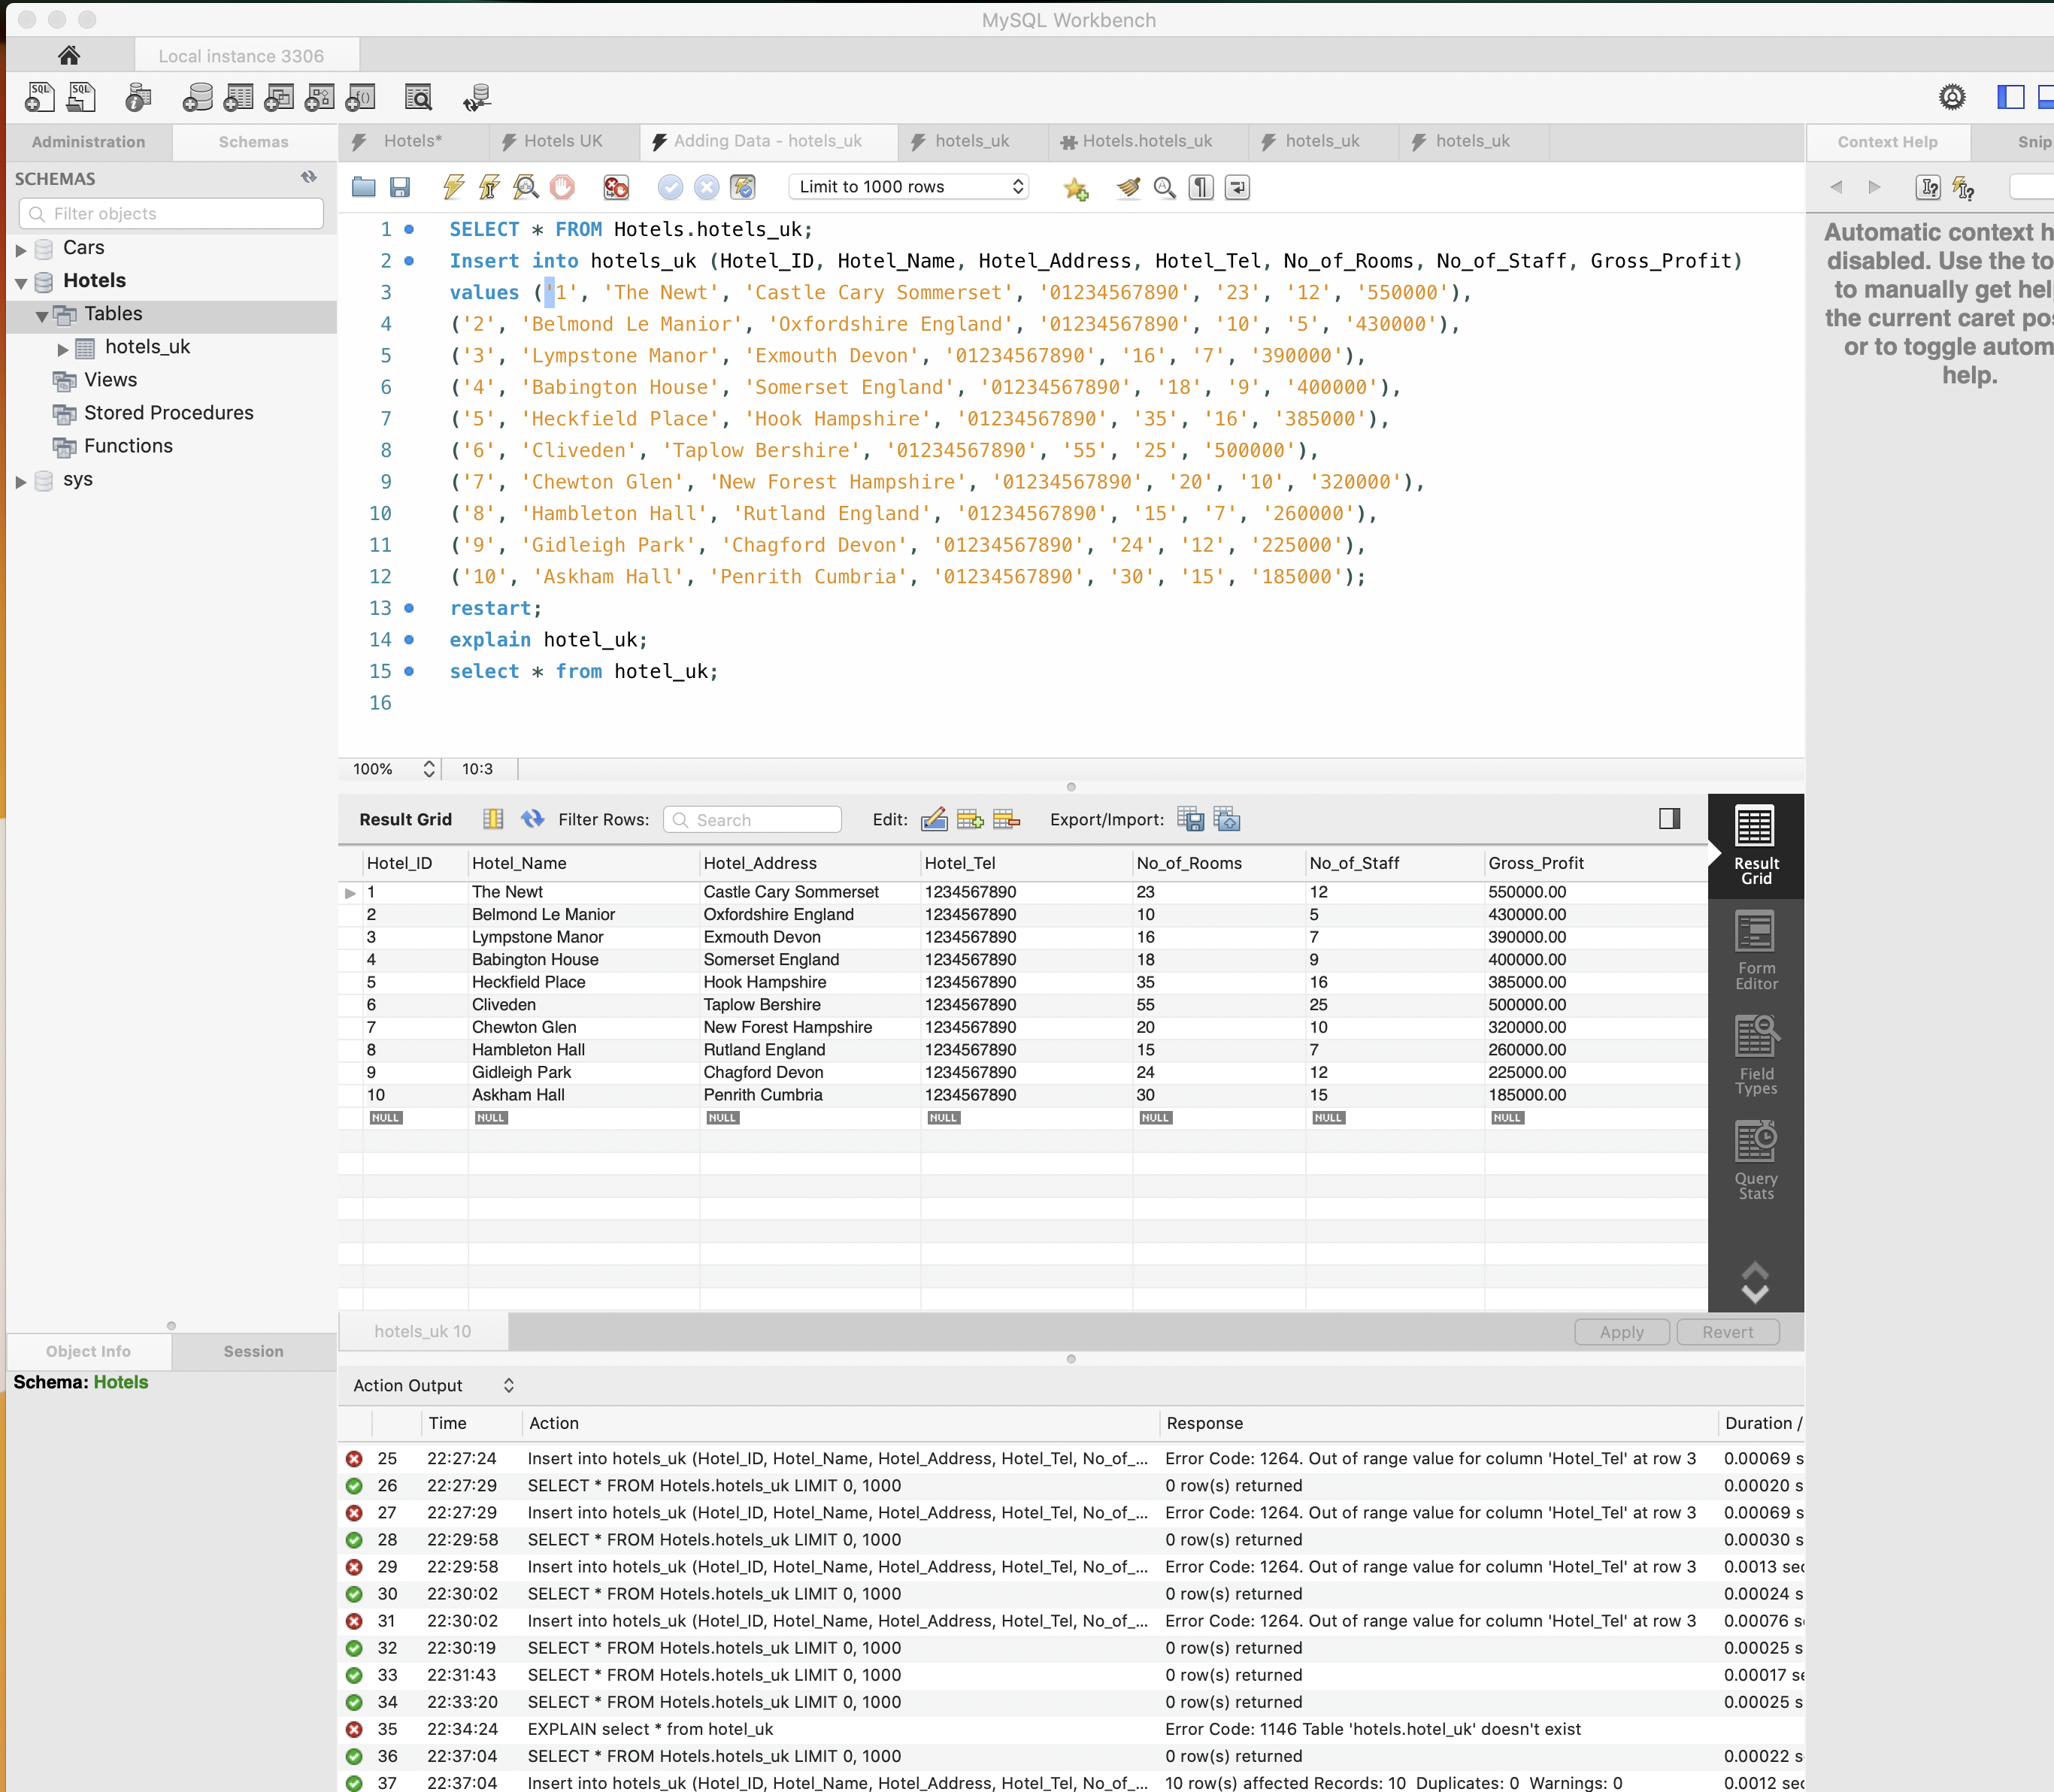 MySQL Workbench
Local instance 3306
Administration
Schemas
SCHEMAS
Filter objects
Cars
Hotels
Tables
hotels_uk
Views
Stored Procedures
Functions
sys
Object Info
Session
Schema: Hotels
Hotels*
Hotels UK
Adding Data - hotels_uk
hotels_uk
Hotels.hotels_uk
hotels_uk
hotels_uk
Limit to 1000 rows
1 SELECT * FROM Hotels.hotels_uk;
2 Insert into hotels_uk (Hotel_ID, Hotel_Name, Hotel_Address, Hotel_Tel, No_of_Rooms, No_of_Staff, Gross_Profit)
3 values ('1', 'The Newt', 'Castle Cary Sommerset', '01234567890', '23', '12', '550000'),
4 ('2', 'Belmond Le Manior', 'Oxfordshire England', '01234567890', '10', '5', '430000'),
5 ('3', 'Lympstone Manor', 'Exmouth Devon', '01234567890', '16', '7', '390000'),
6 ('4', 'Babington House', 'Somerset England', '01234567890', '18', '9', '400000'),
7 ('5', 'Heckfield Place', 'Hook Hampshire', '01234567890', '35', '16', '385000'),
8 ('6', 'Cliveden', 'Taplow Bershire', '01234567890', '55', '25', '500000'),
9 ('7', 'Chewton Glen', 'New Forest Hampshire', '01234567890', '20', '10', '320000'),
10 ('8', 'Hambleton Hall', 'Rutland England', '01234567890', '15', '7', '260000'),
11 ('9', 'Gidleigh Park', 'Chagford Devon', '01234567890', '24', '12', '225000'),
12 ('10', 'Askham Hall', 'Penrith Cumbria', '01234567890', '30', '15', '185000');
13 restart;
14 explain hotel_uk;
15 select * from hotel_uk;
16
100% 10:3
Result Grid Filter Rows: Search Edit: Export/Import:
Hotel_ID Hotel_Name Hotel_Address Hotel_Tel No_of_Rooms No_of_Staff Gross_Profit
1 The Newt Castle Cary Sommerset 1234567890 23 12 550000.00
2 Belmond Le Manior Oxfordshire England 1234567890 10 5 430000.00
3 Lympstone Manor Exmouth Devon 1234567890 16 7 390000.00
4 Babington House Somerset England 1234567890 18 9 400000.00
5 Heckfield Place Hook Hampshire 1234567890 35 16 385000.00
6 Cliveden Taplow Bershire 1234567890 55 25 500000.00
7 Chewton Glen New Forest Hampshire 1234567890 20 10 320000.00
8 Hambleton Hall Rutland England 1234567890 15 7 260000.00
9 Gidleigh Park Chagford Devon 1234567890 24 12 225000.00
10 Askham Hall Penrith Cumbria 1234567890 30 15 185000.00
NULL NULL NULL NULL NULL NULL NULL
Result
Grid
Form
Editor
Field
Types
Query
Stats
hotels_uk 10
Apply
Revert
Action Output
Time Action Response Duration /
25 22:27:24 Insert into hotels_uk (Hotel_ID, Hotel_Name, Hotel_Address, Hotel_Tel, No_of_... Error Code: 1264. Out of range value for column 'Hotel_Tel' at row 3 0.00069 s
26 22:27:29 SELECT * FROM Hotels.hotels_uk LIMIT 0, 1000 0 row(s) returned 0.00020 s
27 22:27:29 Insert into hotels_uk (Hotel_ID, Hotel_Name, Hotel_Address, Hotel_Tel, No_of_... Error Code: 1264. Out of range value for column 'Hotel_Tel' at row 3 0.00069 s
28 22:29:58 SELECT * FROM Hotels.hotels_uk LIMIT 0, 1000 0 row(s) returned 0.00030 s
29 22:29:58 Insert into hotels_uk (Hotel_ID, Hotel_Name, Hotel_Address, Hotel_Tel, No_of_... Error Code: 1264. Out of range value for column 'Hotel_Tel' at row 3 0.0013 sec
30 22:30:02 SELECT * FROM Hotels.hotels_uk LIMIT 0, 1000 0 row(s) returned 0.00024 s
31 22:30:02 Insert into hotels_uk (Hotel_ID, Hotel_Name, Hotel_Address, Hotel_Tel, No_of_... Error Code: 1264. Out of range value for column 'Hotel_Tel' at row 3 0.00076 s
32 22:30:19 SELECT * FROM Hotels.hotels_uk LIMIT 0, 1000 0 row(s) returned 0.00025 s
33 22:31:43 SELECT * FROM Hotels.hotels_uk LIMIT 0, 1000 0 row(s) returned 0.00017 se
34 22:33:20 SELECT * FROM Hotels.hotels_uk LIMIT 0, 1000 0 row(s) returned 0.00025 s
35 22:34:24 EXPLAIN select * from hotel_uk Error Code: 1146 Table 'hotels.hotel_uk' doesn't exist
36 22:37:04 SELECT * FROM Hotels.hotels_uk LIMIT 0, 1000 0 row(s) returned 0.00022 s
37 22:37:04 Insert into hotels_uk (Hotel_ID, Hotel_Name, Hotel_Address, Hotel_Tel, No_of_... 10 row(s) affected Records: 10 Duplicates: 0 Warnings: 0 0.0012 sec
Context Help
Snip
Automatic context h
disabled. Use the to
to manually get hel
the current caret pos
or to toggle autom
help.